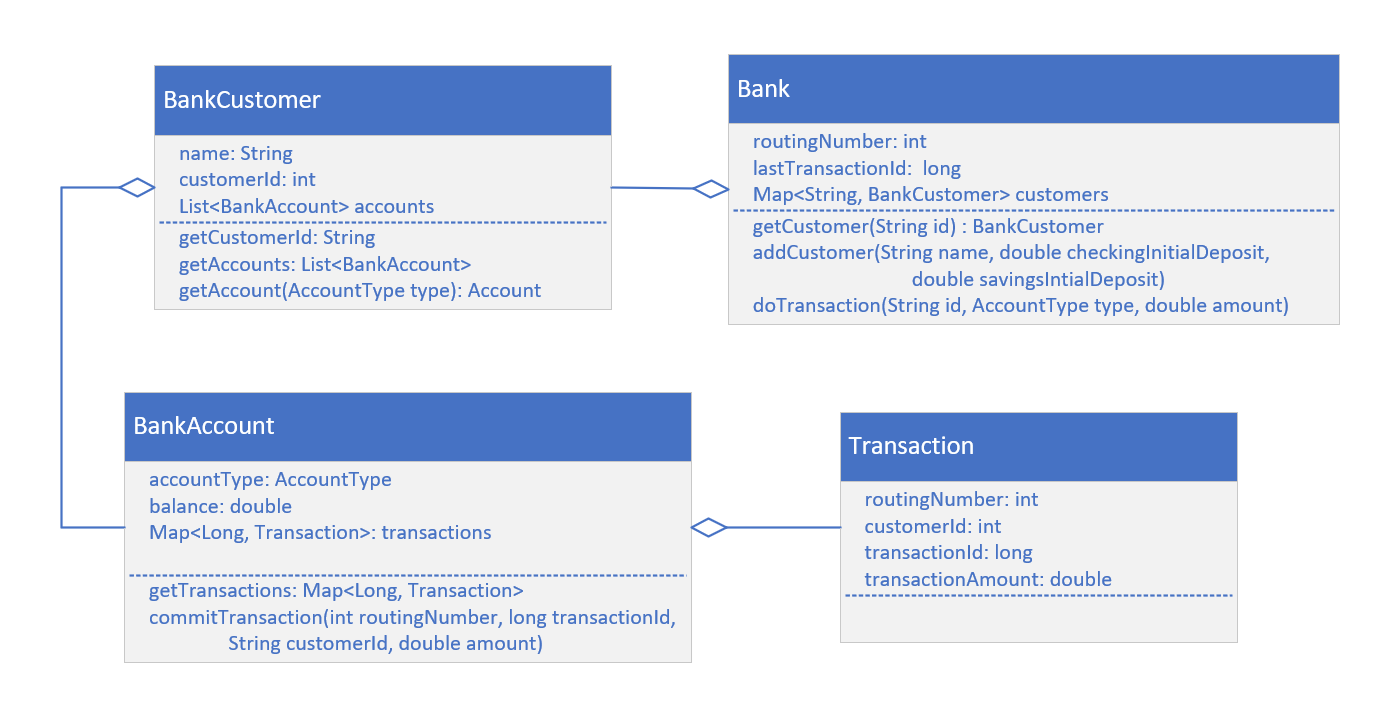 BankCustomer
name: String
customerId: int
List<BankAccount> accounts
getCustomerId: String
getAccounts: List<BankAccount>
getAccount(AccountType type): Account
Bank
routingNumber: int
lastTransactionId:  long
Map<String, BankCustomer> customers
getCustomer(String id) : BankCustomer
addCustomer(String name, double checkingInitialDeposit,
double savingsIntialDeposit)
doTransaction(String id, AccountType type, double amount)
BankAccount
accountType: AccountType
balance: double
Map<Long, Transaction>: transactions
getTransactions: Map<Long, Transaction>
commitTransaction(int routingNumber, long transactionId,
String customerId, double amount)
Transaction
routingNumber: int
customerId: int
transactionId: long
transactionAmount: double